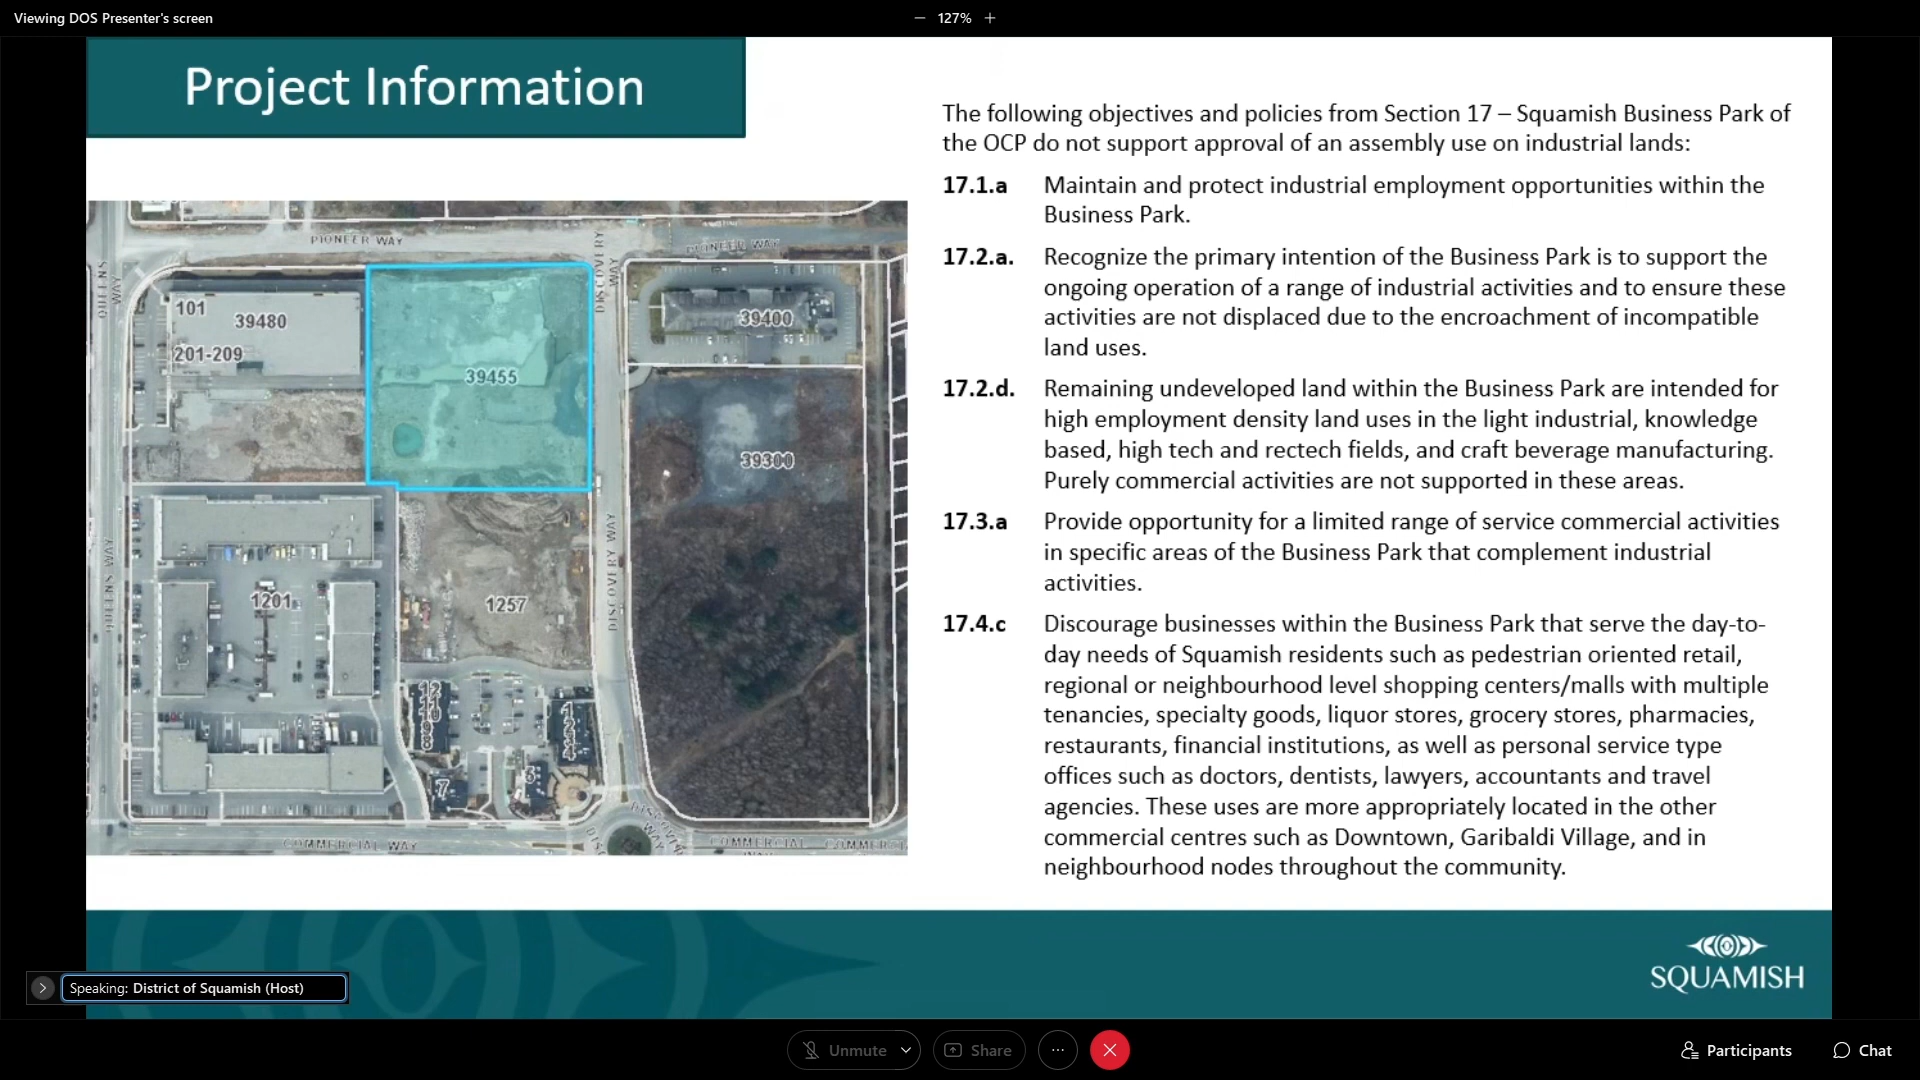 Viewing DOS Presenter's screen
127%
Project Information
The following objectives and policies from Section 17 – Squamish Business Park of
the OCP do not support approval of an assembly use on industrial lands:
17.1.a Maintain and protect industrial employment opportunities within the
Business Park.
17.2.a. Recognize the primary intention of the Business Park is to support the
ongoing operation of a range of industrial activities and to ensure these
activities are not displaced due to the encroachment of incompatible
land uses.
17.2.d. Remaining undeveloped land within the Business Park are intended for
high employment density land uses in the light industrial, knowledge
based, high tech and rectech fields, and craft beverage manufacturing.
Purely commercial activities are not supported in these areas.
17.3.a Provide opportunity for a limited range of service commercial activities
in specific areas of the Business Park that complement industrial
activities.
17.4.c Discourage businesses within the Business Park that serve the day-to-
day needs of Squamish residents such as pedestrian oriented retail,
regional or neighbourhood level shopping centers/malls with multiple
tenancies, specialty goods, liquor stores, grocery stores, pharmacies,
restaurants, financial institutions, as well as personal service type
offices such as doctors, dentists, lawyers, accountants and travel
agencies. These uses are more appropriately located in the other
commercial centres such as Downtown, Garibaldi Village, and in
neighbourhood nodes throughout the community.
PIONEER WAY
PIONEER WAY
QUEENS WAY
DISCOVERY WAY
101
39480
201-209
39455
39400
39300
QUEENS WAY
DISCOVERY WAY
1201
1257
7
6
COMMERCIAL WAY
DISCOVERY WAY
COMMERCIAL
SQUAMISH
Speaking: District of Squamish (Host)
Unmute
Share
Participants
Chat